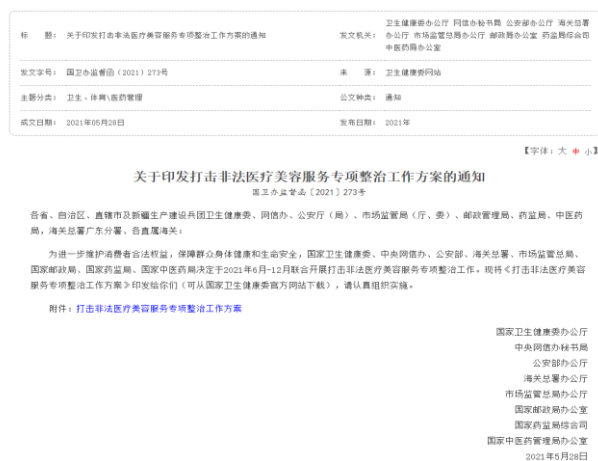 标 题: 关于印发打击非法医疗美容服务专项整治工作方案的通知
发文机关: 卫生健康委办公厅 网信办秘书局 公安部办公厅 海关总署
办公厅 市场监管总局办公厅 邮政局办公室 药监局综合司
中医药局办公室
发文字号: 国卫办监督函〔2021〕273号
来 源: 卫生健康委网站
主题分类: 卫生、体育\医药管理
公文种类: 通知
成文日期: 2021年05月28日
发布日期: 2021年
【字体: 大 中 小】
关于印发打击非法医疗美容服务专项整治工作方案的通知
国卫办监督函〔2021〕273号
各省、自治区、直辖市及新疆生产建设兵团卫生健康委、网信办、公安厅(局)、市场监管局(厅、委)、邮政管理局、药监局、中医药
局,海关总署广东分署、各直属海关:
为进一步维护消费者合法权益,保障群众身体健康和生命安全,国家卫生健康委、中央网信办、公安部、海关总署、市场监管总局、
国家邮政局、国家药监局、国家中医药局决定于2021年6月-12月联合开展打击非法医疗美容服务专项整治工作。现将《打击非法医疗美容
服务专项整治工作方案》印发给你们(可从国家卫生健康委官方网站下载),请认真组织实施。
附件:打击非法医疗美容服务专项整治工作方案
国家卫生健康委办公厅
中央网信办秘书局
公安部办公厅
海关总署办公厅
市场监管总局办公厅
国家邮政局办公室
国家药监局综合司
国家中医药管理局办公室
2021年5月28日